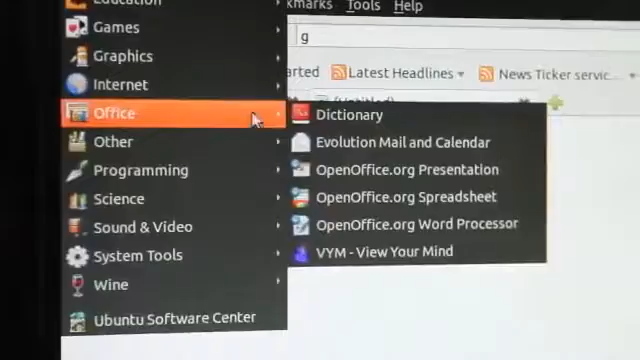 Education
Games
Graphics
Internet
Office
Other
Programming
Science
Sound & Video
System Tools
Wine
Ubuntu Software Center
Dictionary
Evolution Mail and Calendar
OpenOffice.org Presentation
OpenOffice.org Spreadsheet
OpenOffice.org Word Processor
VYM - View Your Mind
kmarks Tools Help
g
arted Latest Headlines News Ticker servic...
(Untitled)